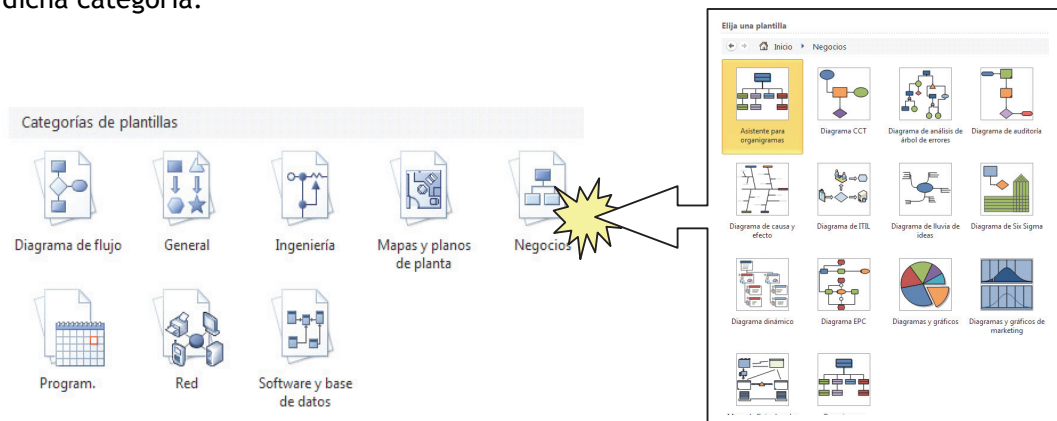 dicha categoría.
Categorías de plantillas
Diagrama de flujo
General
Ingeniería
Mapas y planos
de planta
Negocios
Program.
Red
Software y base
de datos
Elija una plantilla
Inicio
Negocios
Asistente para
organigramas
Diagrama CCT
Diagrama de análisis de
árbol de errores
Diagrama de auditoría
Diagrama de causa y
efecto
Diagrama de ITIL
Diagrama de lluvia de
ideas
Diagrama de Six Sigma
Diagrama dinámico
Diagrama EPC
Diagramas y gráficos
Diagramas y gráficos de
marketing